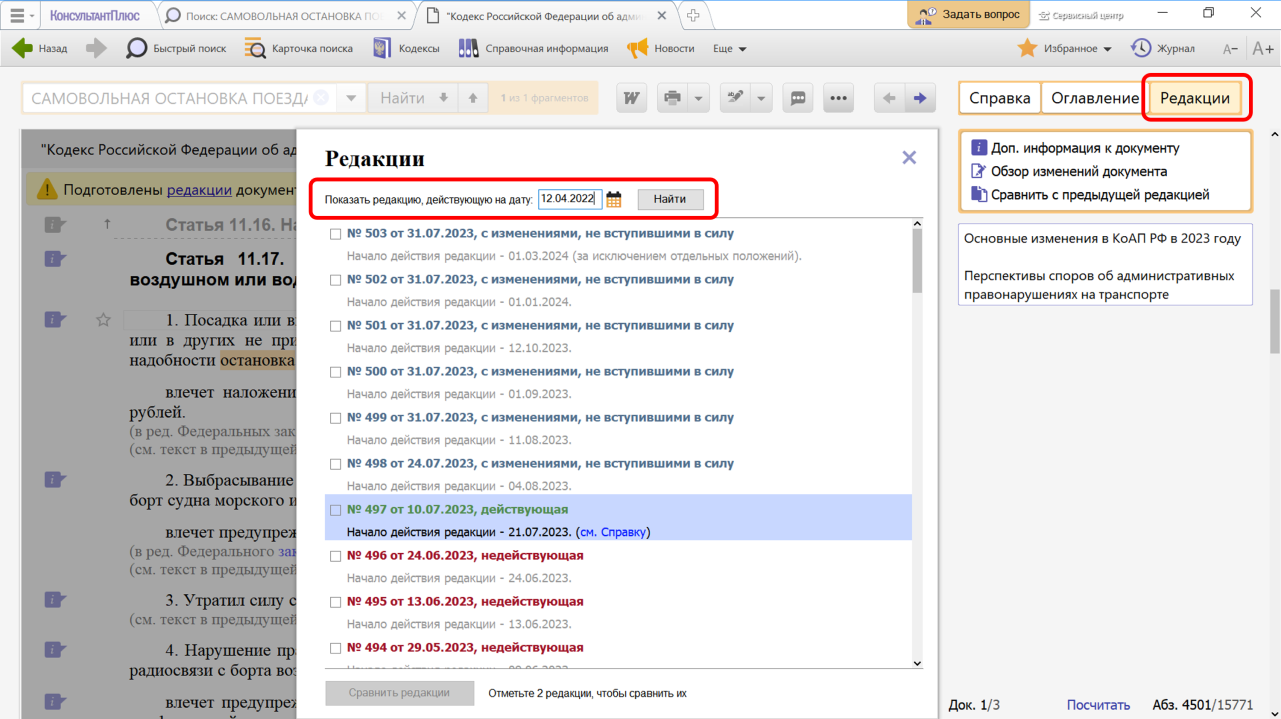 КонсультантПлюс
Поиск: САМОВОЛЬНАЯ ОСТАНОВКА ПО
"Кодекс Российской Федерации об адми
Задать вопрос
Сервисный центр
Назад
Быстрый поиск
Карточка поиска
Кодексы
Справочная информация
Новости
Еще
Избранное
Журнал
A−
A+
САМОВОЛЬНАЯ ОСТАНОВКА ПОЕЗДА
Найти
1 из 1 фрагментов
W
Справка
Оглавление
Редакции
"Кодекс Российской Федерации об ад
Подготовлены редакции докумен
Статья 11.16. На
Статья 11.17.
воздушном или вод
1. Посадка или в
или в других не при
надобности остановка
влечет наложени
рублей.
(в ред. Федеральных зак
(см. текст в предыдущей
2. Выбрасывание
борт судна морского и
влечет предупреж
(в ред. Федерального зак
(см. текст в предыдущей
3. Утратил силу с
(см. текст в предыдущей
4. Нарушение пр
радиосвязи с борта воз
влечет предупреж
Редакции
Показать редакцию, действующую на дату:
12.04.2022
Найти
№ 503 от 31.07.2023, с изменениями, не вступившими в силу
Начало действия редакции - 01.03.2024 (за исключением отдельных положений).
№ 502 от 31.07.2023, с изменениями, не вступившими в силу
Начало действия редакции - 01.01.2024.
№ 501 от 31.07.2023, с изменениями, не вступившими в силу
Начало действия редакции - 12.10.2023.
№ 500 от 31.07.2023, с изменениями, не вступившими в силу
Начало действия редакции - 01.09.2023.
№ 499 от 31.07.2023, с изменениями, не вступившими в силу
Начало действия редакции - 11.08.2023.
№ 498 от 24.07.2023, с изменениями, не вступившими в силу
Начало действия редакции - 04.08.2023.
№ 497 от 10.07.2023, действующая
Начало действия редакции - 21.07.2023. (см. Справку)
№ 496 от 24.06.2023, недействующая
Начало действия редакции - 24.06.2023.
№ 495 от 13.06.2023, недействующая
Начало действия редакции - 13.06.2023.
№ 494 от 29.05.2023, недействующая
Сравнить редакции
Отметьте 2 редакции, чтобы сравнить их
Доп. информация к документу
Обзор изменений документа
Сравнить с предыдущей редакцией
Основные изменения в КоАП РФ в 2023 году
Перспективы споров об административных
правонарушениях на транспорте
Док. 1/3
Посчитать
Абз. 4501/15771